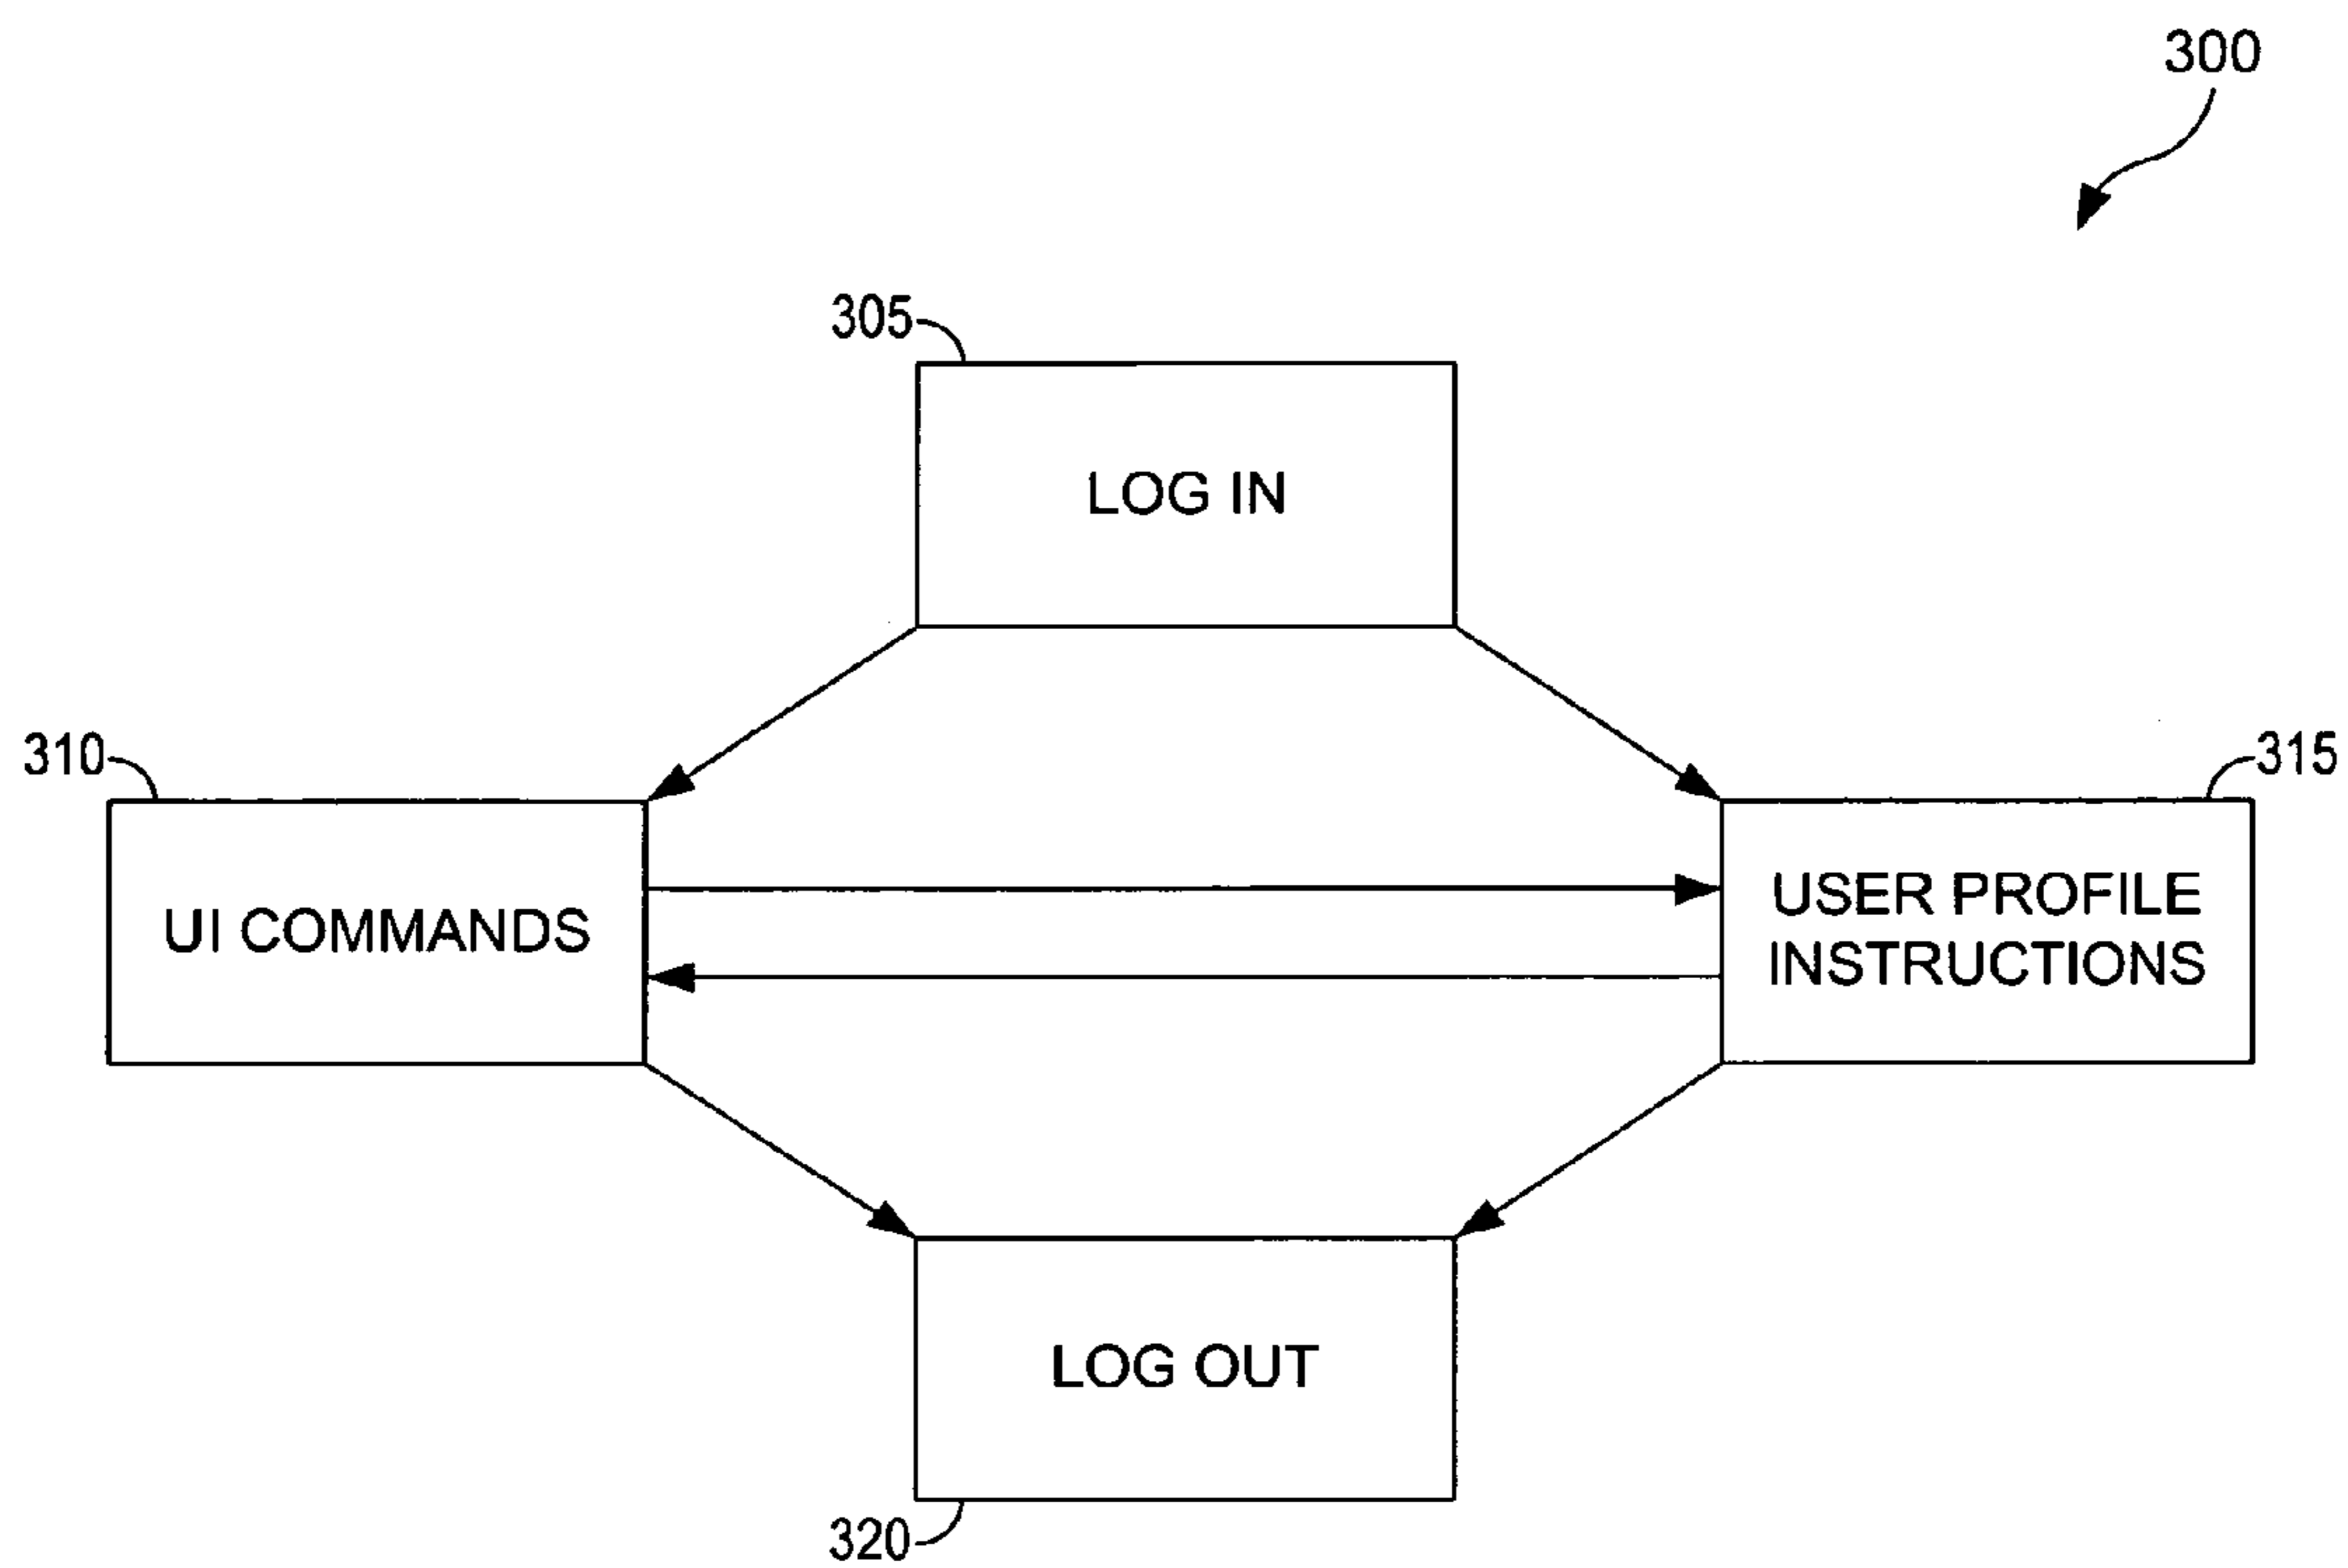 300
305
LOG IN
310
315
UI COMMANDS
USER PROFILE
INSTRUCTIONS
LOG OUT
320